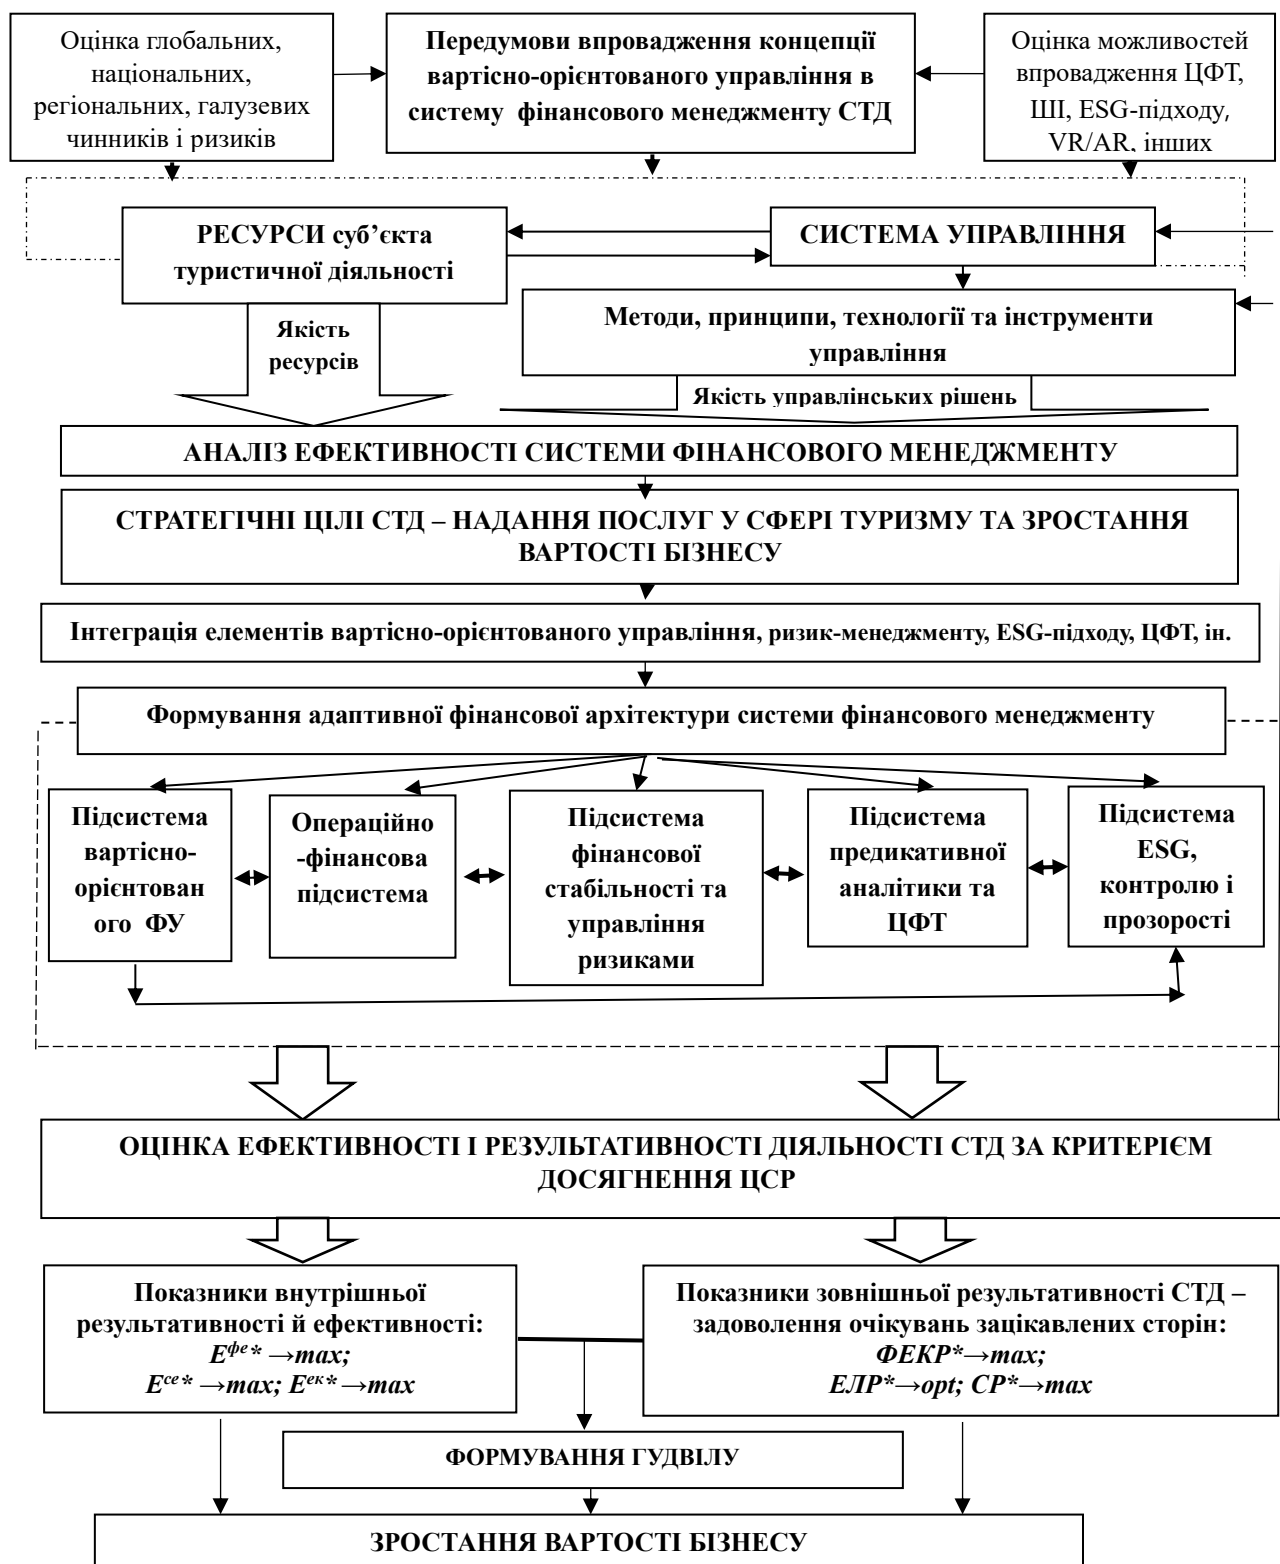 Оцінка глобальних,
національних,
регіональних, галузевих
чинників і ризиків
Передумови впровадження концепції
вартісно-орієнтованого управління в
систему фінансового менеджменту СТД
Оцінка можливостей
впровадження ЦФТ,
ШІ, ESG-підходу,
VR/AR, інших
РЕСУРСИ суб’єкта
туристичної діяльності
СИСТЕМА УПРАВЛІННЯ
Методи, принципи, технології та інструменти
управління
Якість
ресурсів
Якість управлінських рішень
АНАЛІЗ ЕФЕКТИВНОСТІ СИСТЕМИ ФІНАНСОВОГО МЕНЕДЖМЕНТУ
СТРАТЕГІЧНІ ЦІЛІ СТД – НАДАННЯ ПОСЛУГ У СФЕРІ ТУРИЗМУ ТА ЗРОСТАННЯ
ВАРТОСТІ БІЗНЕСУ
Інтеграція елементів вартісно-орієнтованого управління, ризик-менеджменту, ESG-підходу, ЦФТ, ін.
Формування адаптивної фінансової архітектури системи фінансового менеджменту
Підсистема
вартісно-
орієнтован
ого ФУ
Операційно
-фінансова
підсистема
Підсистема
фінансової
стабільності та
управління
ризиками
Підсистема
предикативної
аналітики та
ЦФТ
Підсистема
ESG,
контролю і
прозорості
ОЦІНКА ЕФЕКТИВНОСТІ І РЕЗУЛЬТАТИВНОСТІ ДІЯЛЬНОСТІ СТД ЗА КРИТЕРІЄМ
ДОСЯГНЕННЯ ЦСР
Показники внутрішньої
результативності й ефективності:
Е^фе* →max;
Е^се* →max; Е^ек* →max
Показники зовнішньої результативності СТД –
задоволення очікувань зацікавлених сторін:
ФЕКР*→max;
ЕЛР*→opt; СР*→max
ФОРМУВАННЯ ГУДВІЛУ
ЗРОСТАННЯ ВАРТОСТІ БІЗНЕСУ